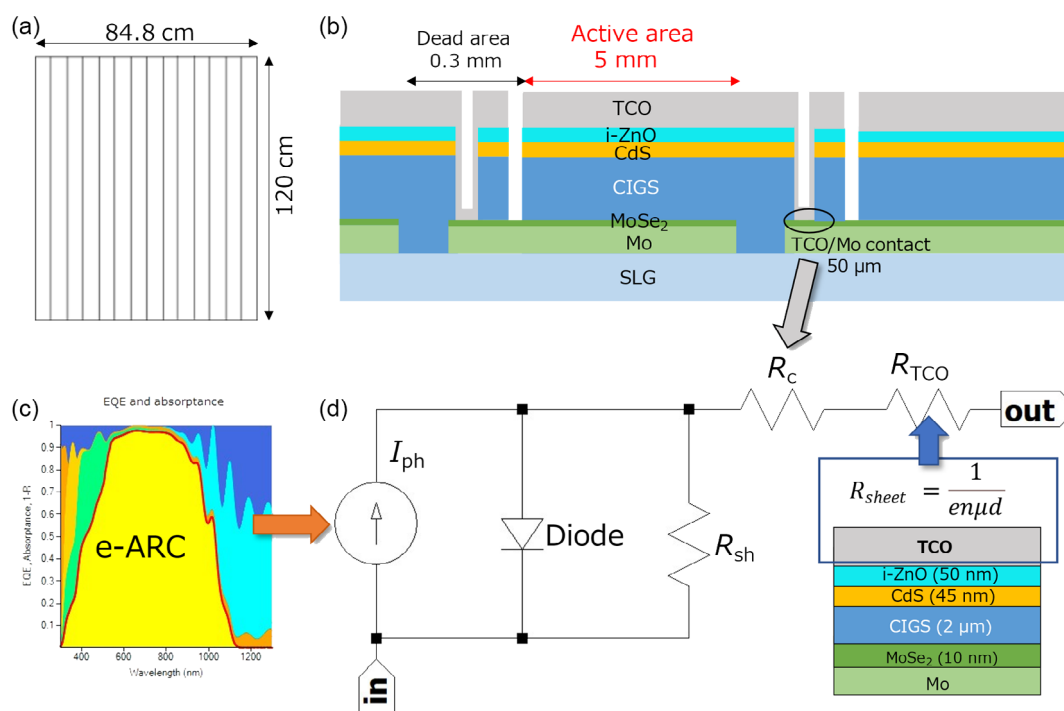 (a)
84.8 cm
120 cm
(b)
Dead area
0.3 mm
Active area
5 mm
TCO
i-ZnO
CdS
CIGS
MoSe2
Mo
TCO/Mo contact
50 µm
SLG
(c)
EQE and absorptance
EQE, Absorptance, 1-R
1
0.9
0.8
0.7
0.6
0.5
0.4
0.3
0.2
0.1
e-ARC
400
600
800
1000
1200
Wavelength (nm)
(d)
Iph
Diode
Rsh
Rc
RTCO
out
in
Rsheet = 1/enμd
TCO
i-ZnO (50 nm)
CdS (45 nm)
CIGS (2 µm)
MoSe2 (10 nm)
Mo